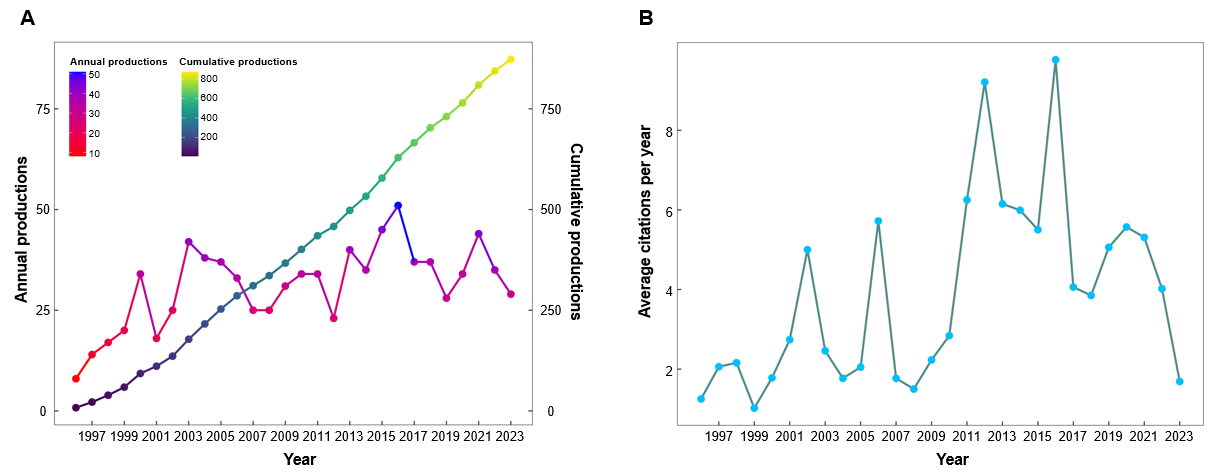 A
Annual productions
Cumulative productions
50
40
30
20
10
800
600
400
200
75
50
25
0
750
500
250
0
Annual productions
Cumulative productions
1997 1999 2001 2003 2005 2007 2009 2011 2013 2015 2017 2019 2021 2023
Year
B
8
6
4
2
Average citations per year
1997 1999 2001 2003 2005 2007 2009 2011 2013 2015 2017 2019 2021 2023
Year